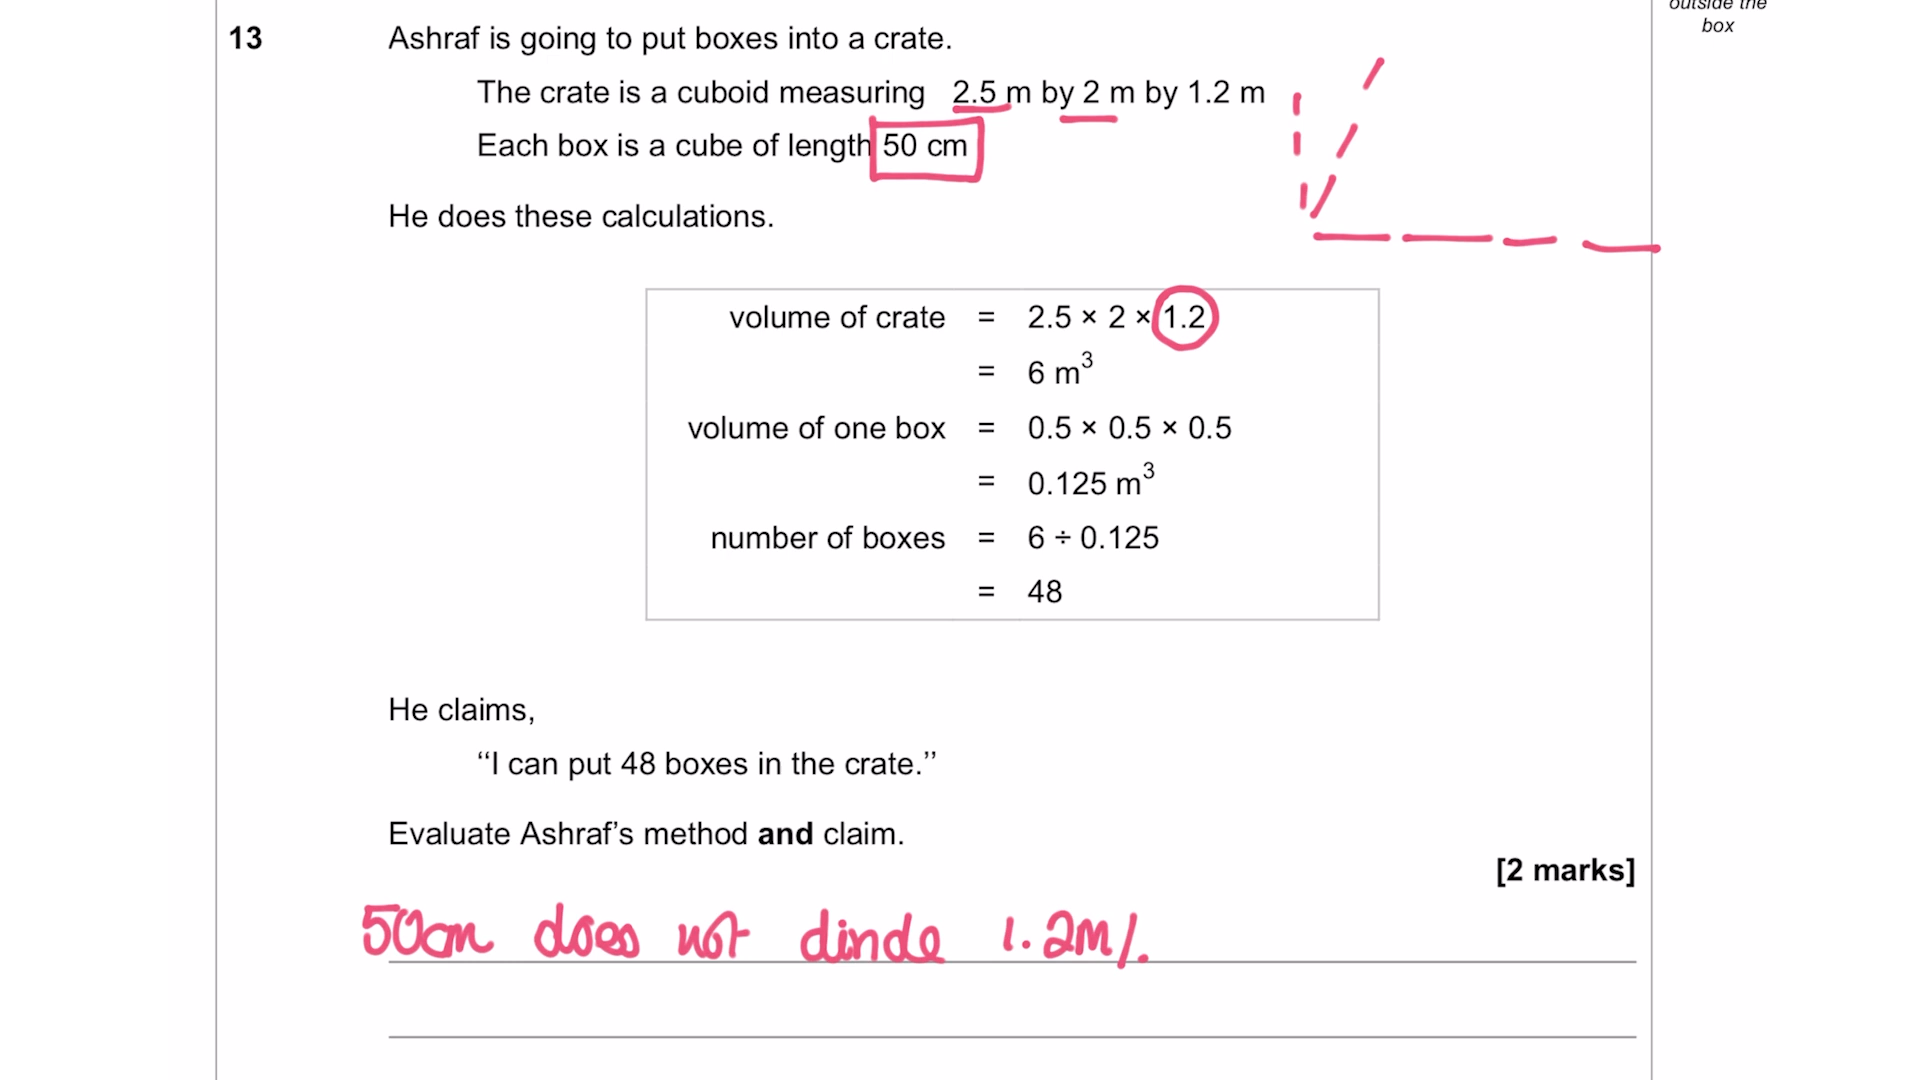 outside the
box
13 Ashraf is going to put boxes into a crate.
The crate is a cuboid measuring 2.5 m by 2 m by 1.2 m
Each box is a cube of length 50 cm
He does these calculations.
volume of crate = 2.5 × 2 × 1.2
= 6 m³
volume of one box = 0.5 × 0.5 × 0.5
= 0.125 m³
number of boxes = 6 ÷ 0.125
= 48
He claims,
‘‘I can put 48 boxes in the crate.’’
Evaluate Ashraf’s method and claim.
[2 marks]
50cm does not divide 1.2m/.